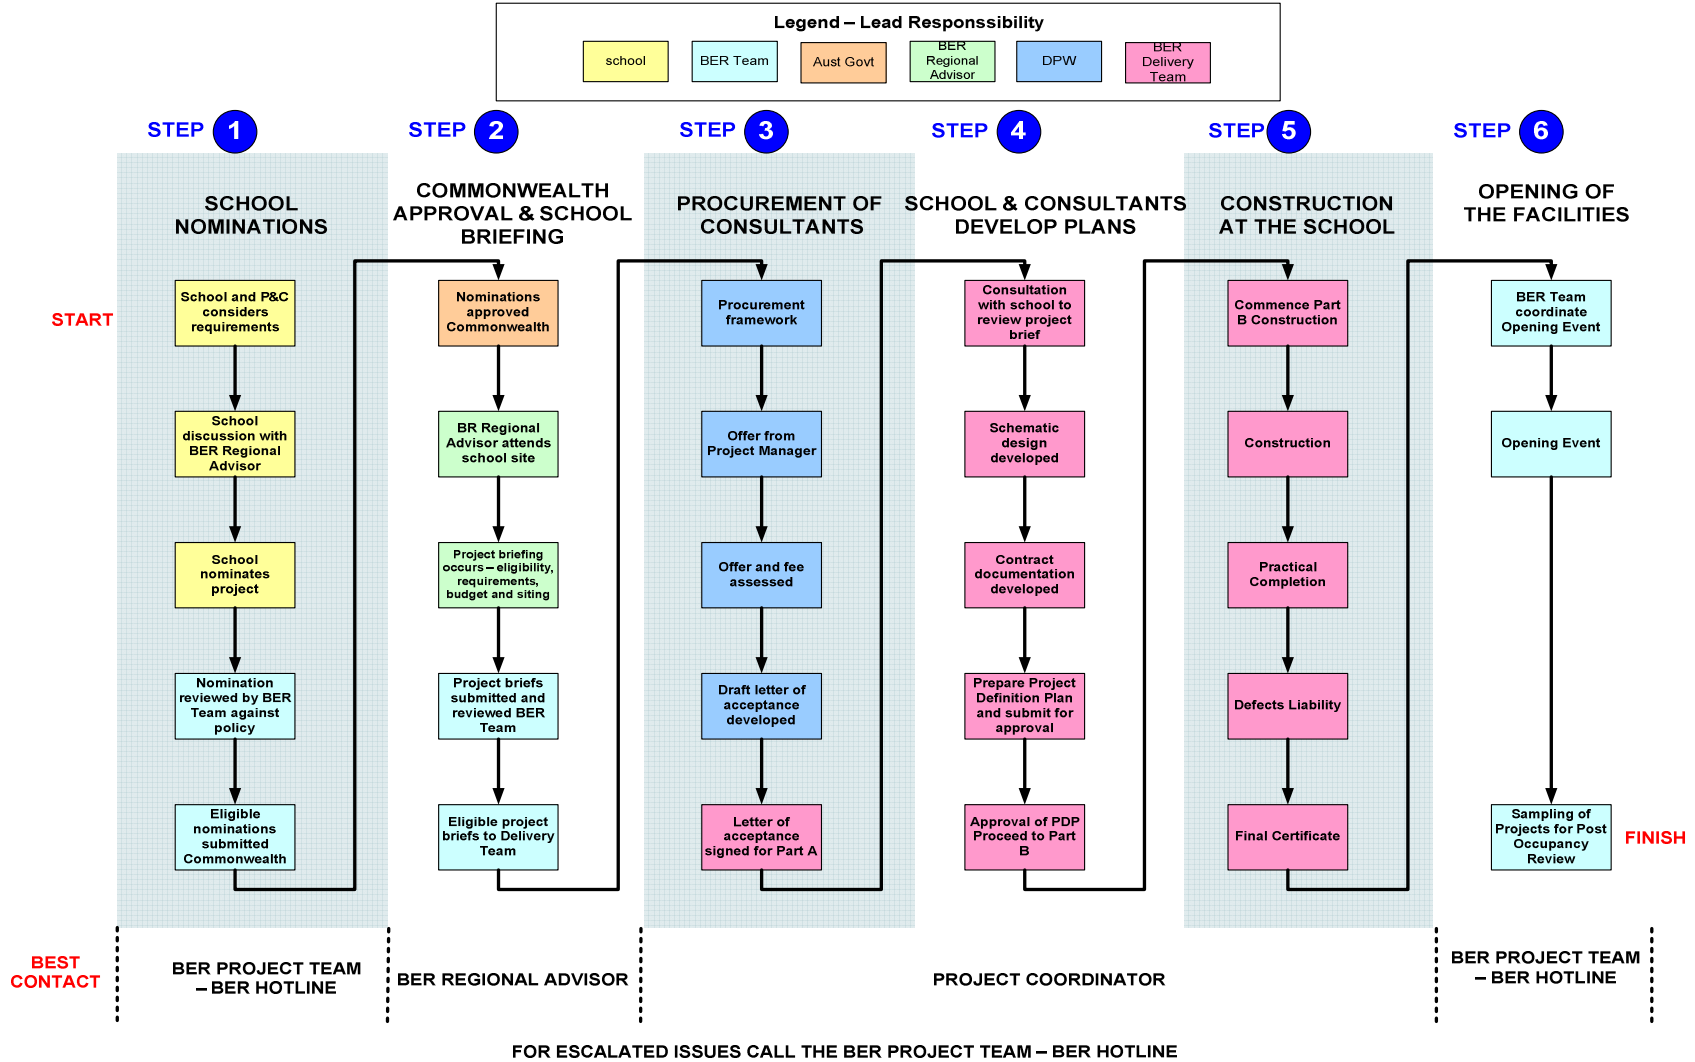 Legend – Lead Responssibility
school
BER Team
Aust Govt
BER
Regional
Advisor
DPW
BER
Delivery
Team
STEP 1
STEP 2
STEP 3
STEP 4
STEP 5
STEP 6
SCHOOL
NOMINATIONS
COMMONWEALTH
APPROVAL & SCHOOL
BRIEFING
PROCUREMENT OF
CONSULTANTS
SCHOOL & CONSULTANTS
DEVELOP PLANS
CONSTRUCTION
AT THE SCHOOL
OPENING OF
THE FACILITIES
START
School and P&C
considers
requirements
School
discussion with
BER Regional
Advisor
School
nominates
project
Nomination
reviewed by BER
Team against
policy
Eligible
nominations
submitted
Commonwealth
Nominations
approved
Commonwealth
BR Regional
Advisor attends
school site
Project briefing
occurs – eligibility,
requirements,
budget and siting
Project briefs
submitted and
reviewed BER
Team
Eligible project
briefs to Delivery
Team
Procurement
framework
Offer from
Project Manager
Offer and fee
assessed
Draft letter of
acceptance
developed
Letter of
acceptance
signed for Part A
Consultation
with school to
review project
brief
Schematic
design
developed
Contract
documentation
developed
Prepare Project
Definition Plan
and submit for
approval
Approval of PDP
Proceed to Part
B
Commence Part
B Construction
Construction
Practical
Completion
Defects Liability
Final Certificate
BER Team
coordinate
Opening Event
Opening Event
Sampling of
Projects for Post
Occupancy
Review
FINISH
BEST
CONTACT
BER PROJECT TEAM
– BER HOTLINE
BER REGIONAL ADVISOR
PROJECT COORDINATOR
BER PROJECT TEAM
– BER HOTLINE
FOR ESCALATED ISSUES CALL THE BER PROJECT TEAM – BER HOTLINE